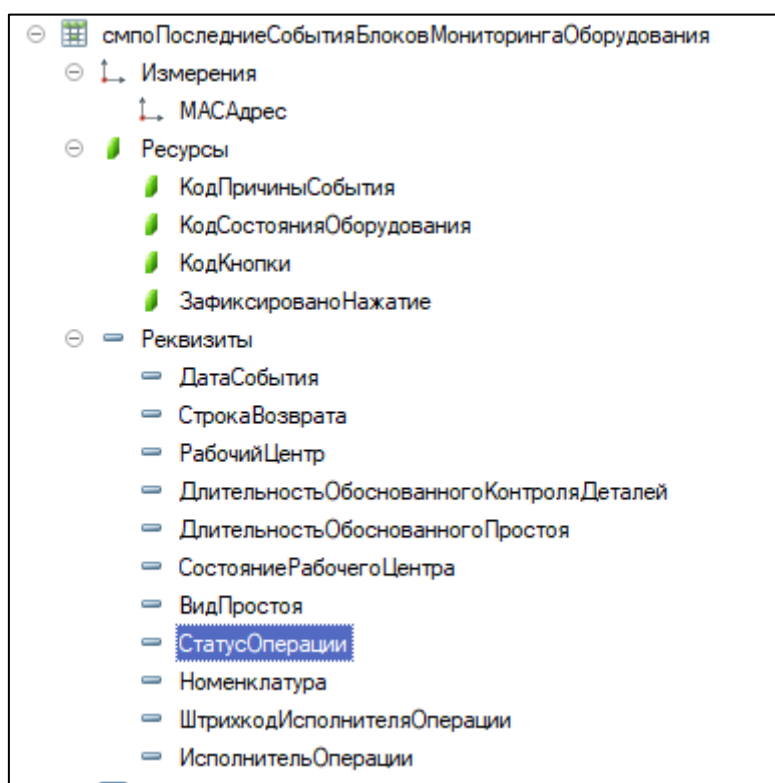 смпоПоследниеСобытияБлоковМониторингаОборудования
Измерения
МАСАдрес
Ресурсы
КодПричиныСобытия
КодСостоянияОборудования
КодКнопки
ЗафиксированоНажатие
Реквизиты
ДатаСобытия
СтрокаВозврата
РабочийЦентр
ДлительностьОбоснованногоКонтроляДеталей
ДлительностьОбоснованногоПростоя
СостояниеРабочегоЦентра
ВидПростоя
СтатусОперации
Номенклатура
ШтрихкодИсполнителяОперации
ИсполнительОперации